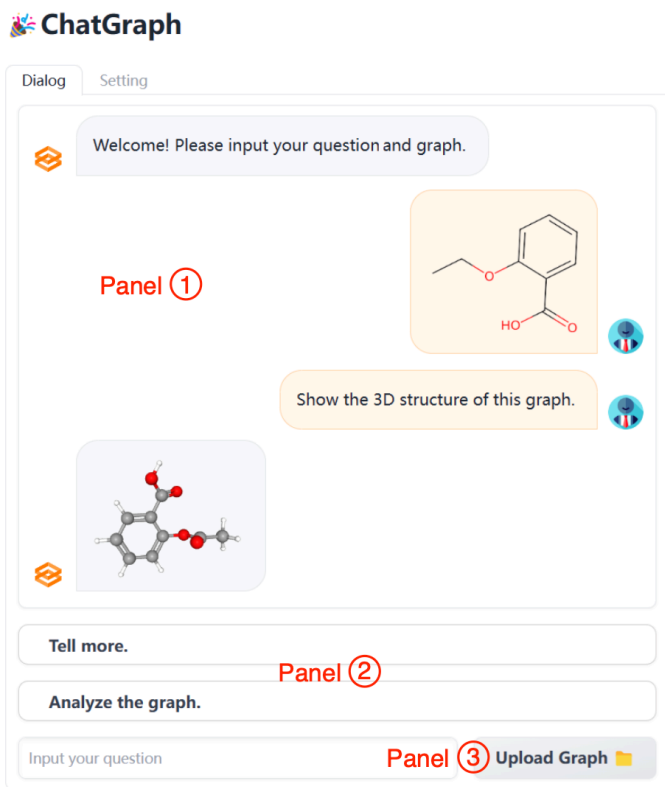 🎉 ChatGraph
Dialog Setting
Welcome! Please input your question and graph.
O
HO O
Panel ①
Show the 3D structure of this graph.
Tell more.
Panel ②
Analyze the graph.
Input your question Panel ③ Upload Graph 📁